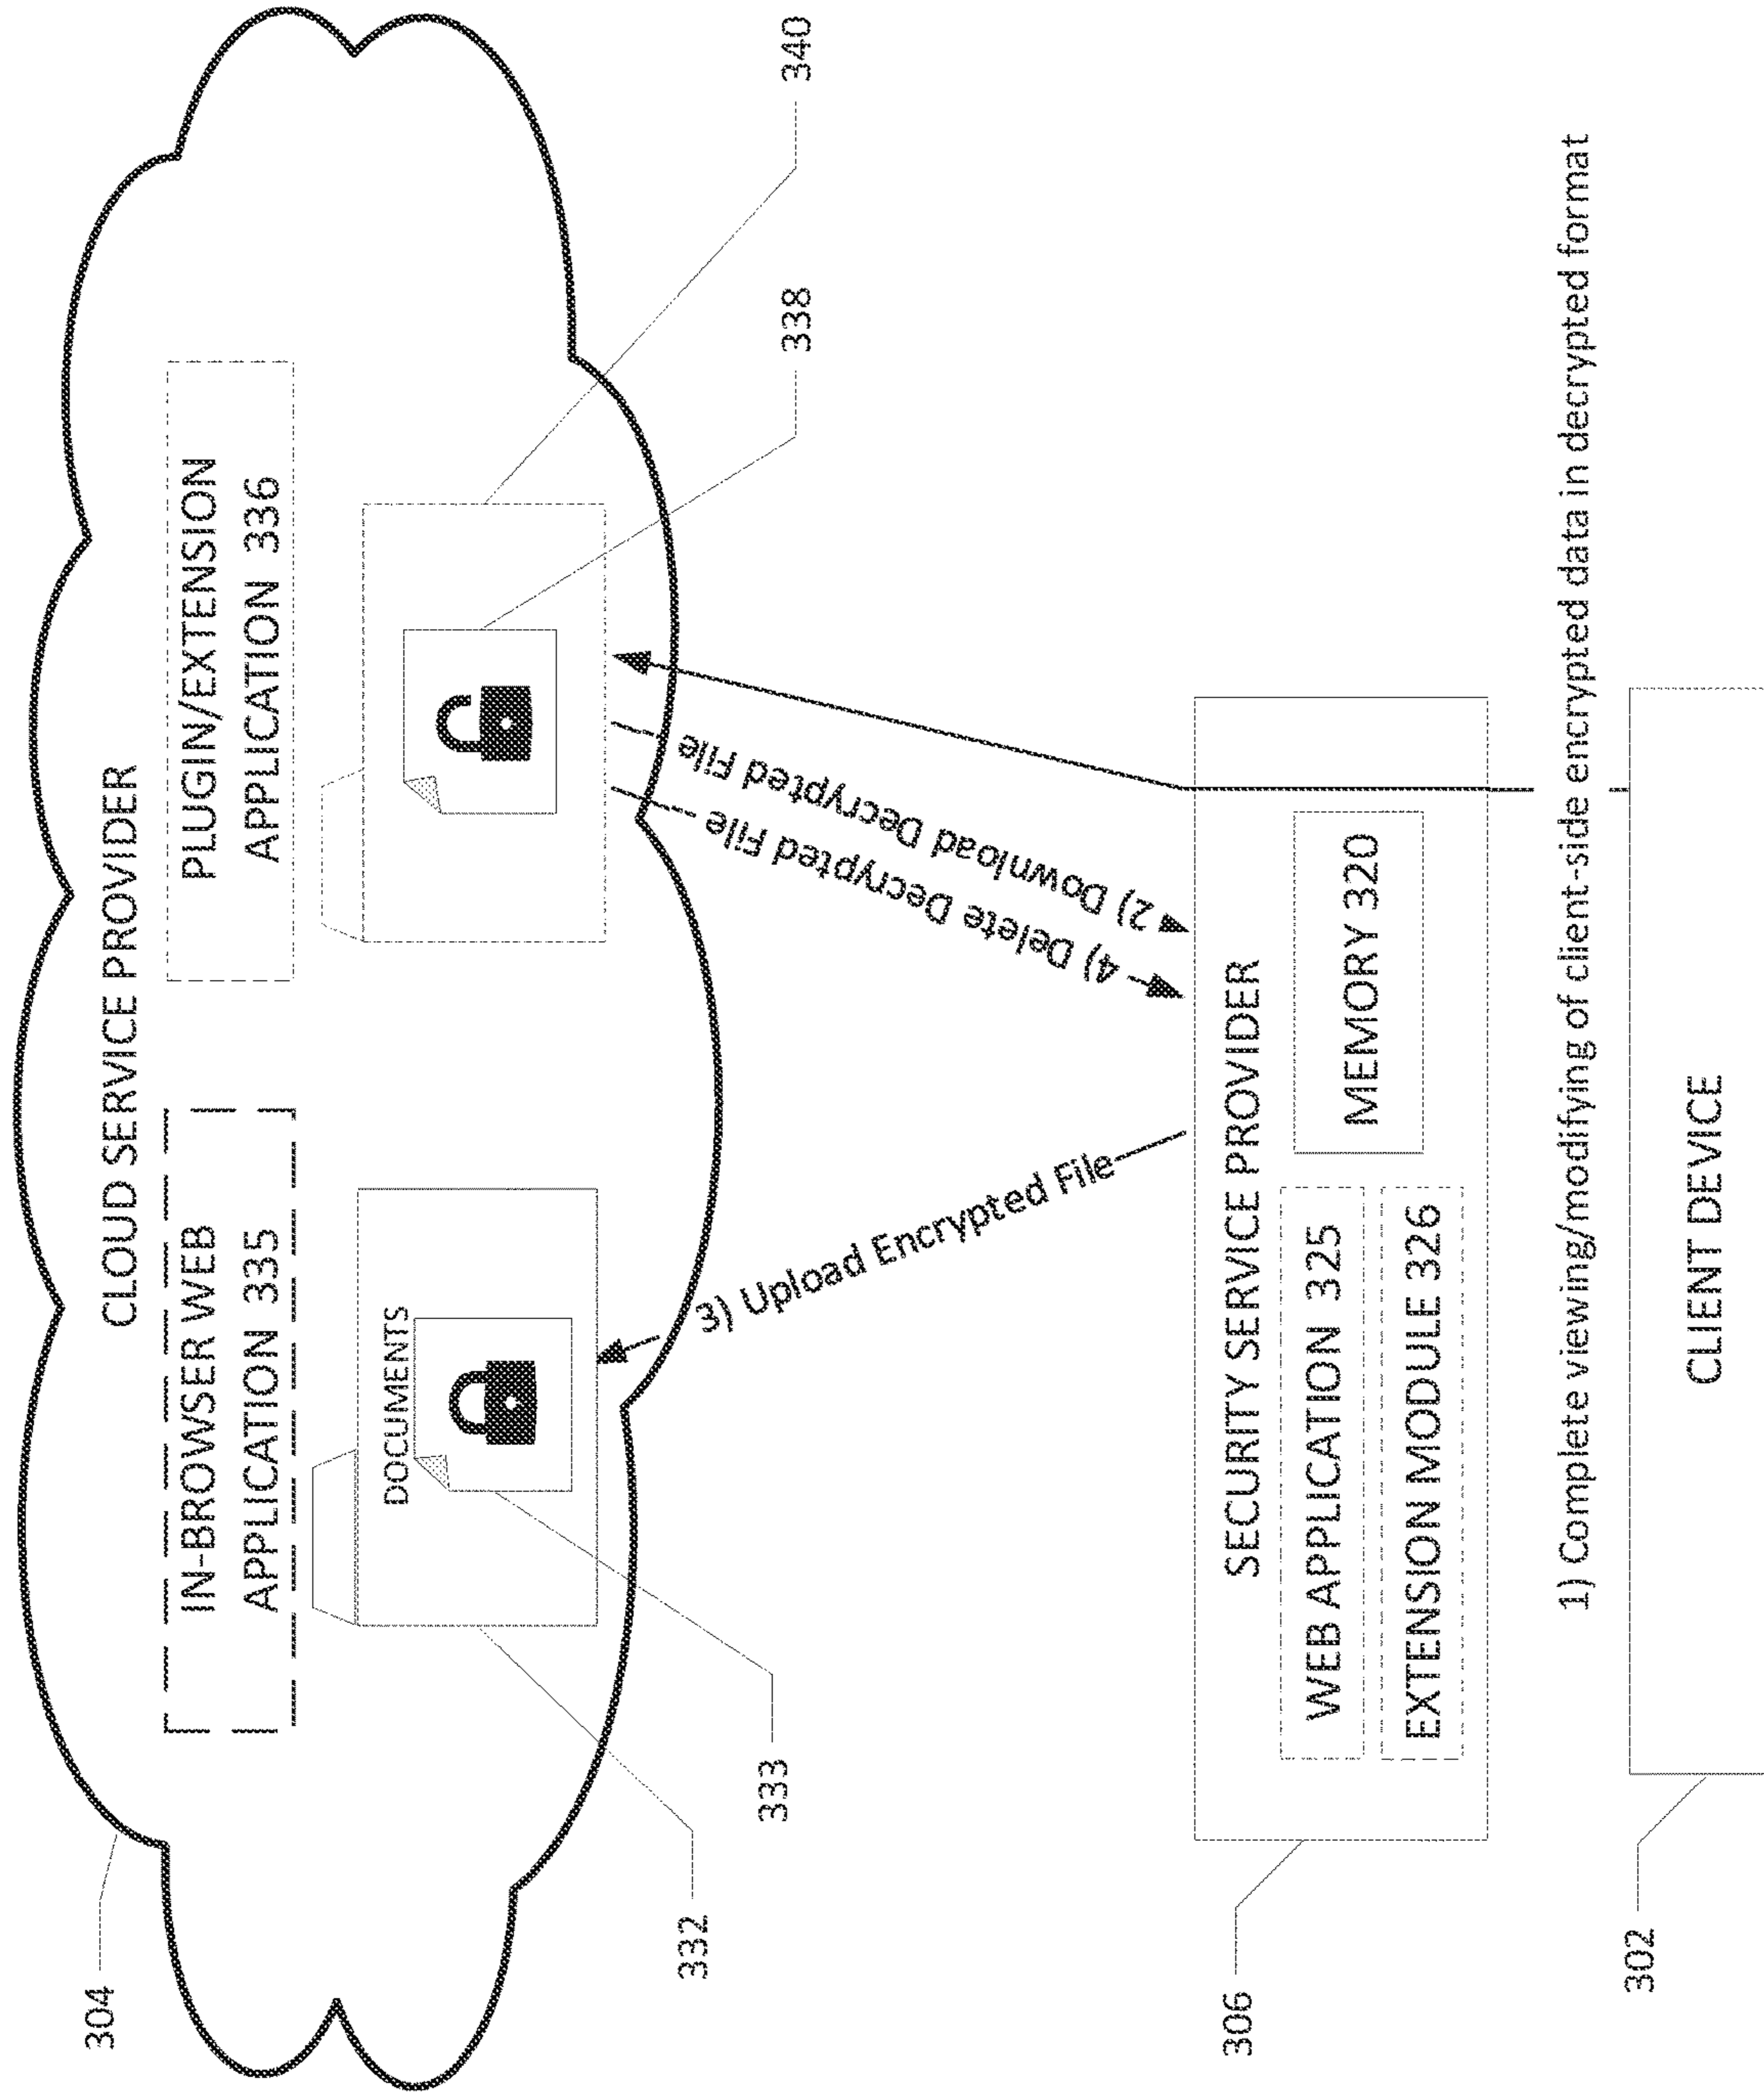 304
CLOUD SERVICE PROVIDER
IN-BROWSER WEB
APPLICATION 335
PLUGIN/EXTENSION
APPLICATION 336
DOCUMENTS
332
333
338
340
3) Upload Encrypted File
4) Delete Decrypted File
2) Download Decrypted File
306
SECURITY SERVICE PROVIDER
WEB APPLICATION 325
EXTENSION MODULE 326
MEMORY 320
1) Complete viewing/modifying of client-side encrypted data in decrypted format
302
CLIENT DEVICE